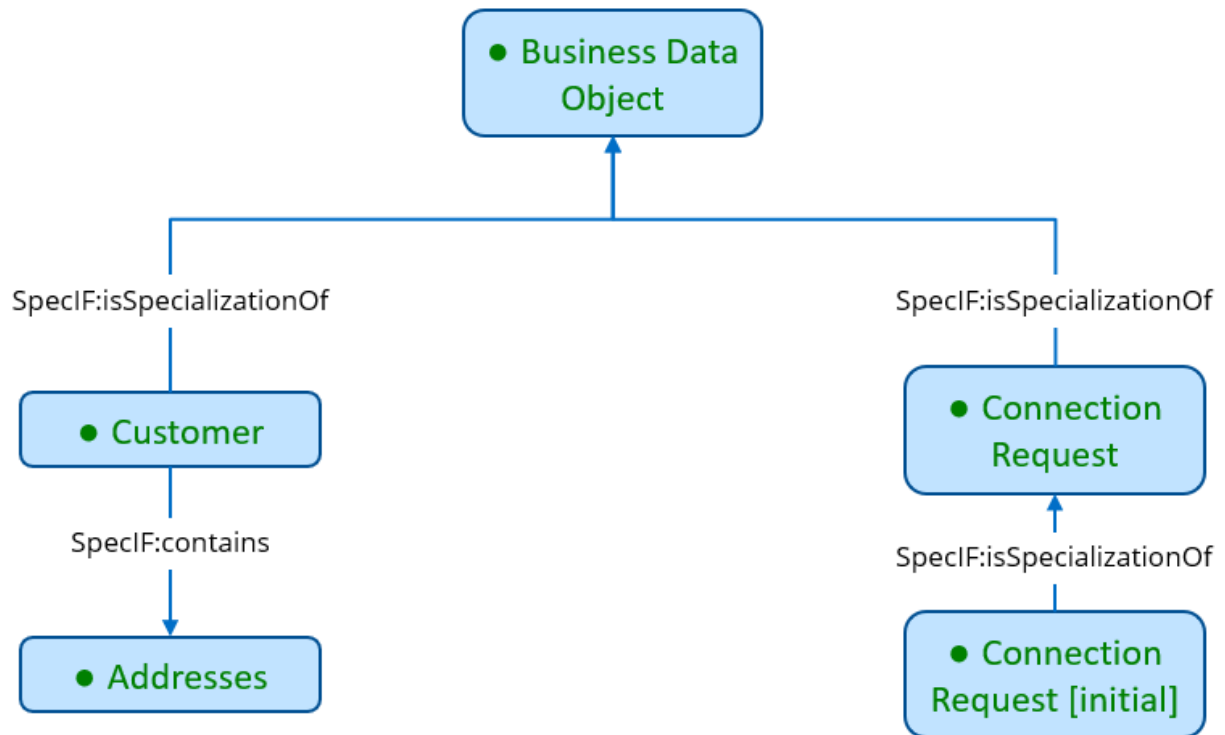 ● Business Data
Object
SpecIF:isSpecializationOf
SpecIF:isSpecializationOf
● Customer
● Connection
Request
SpecIF:contains
SpecIF:isSpecializationOf
● Addresses
● Connection
Request [initial]